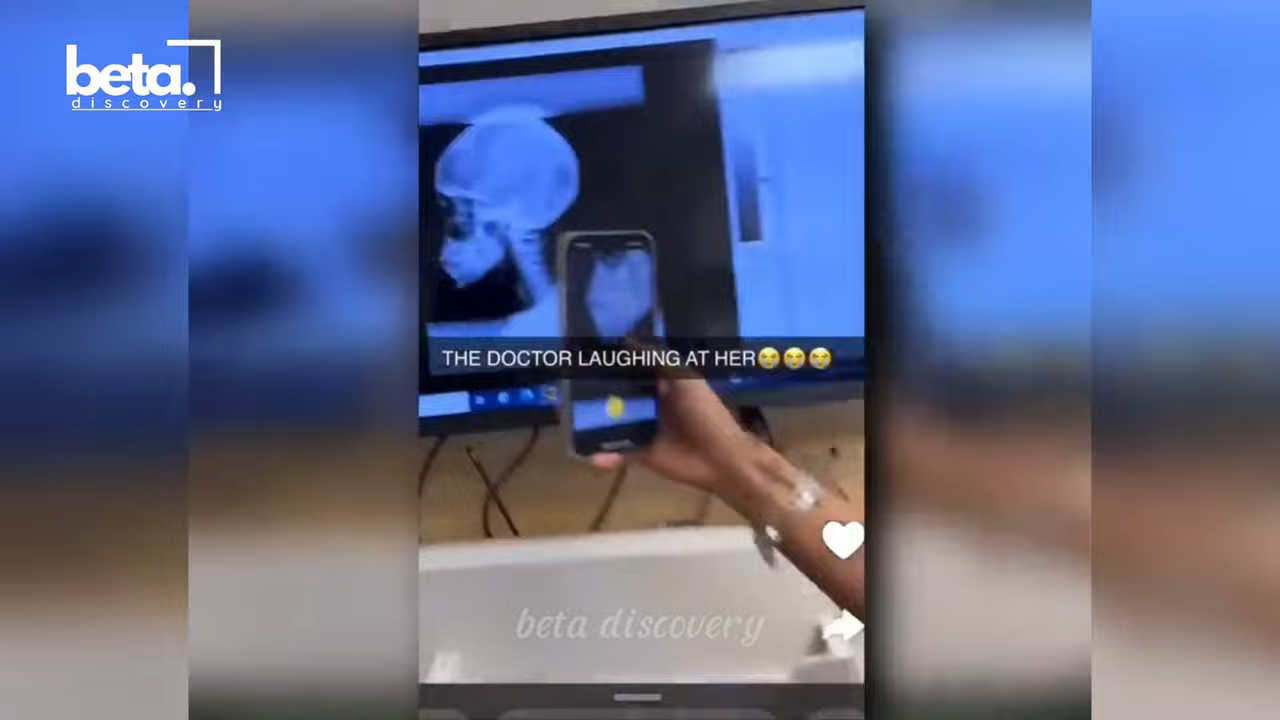 beta.
discovery
THE DOCTOR LAUGHING AT HER😭😭😭
beta discovery